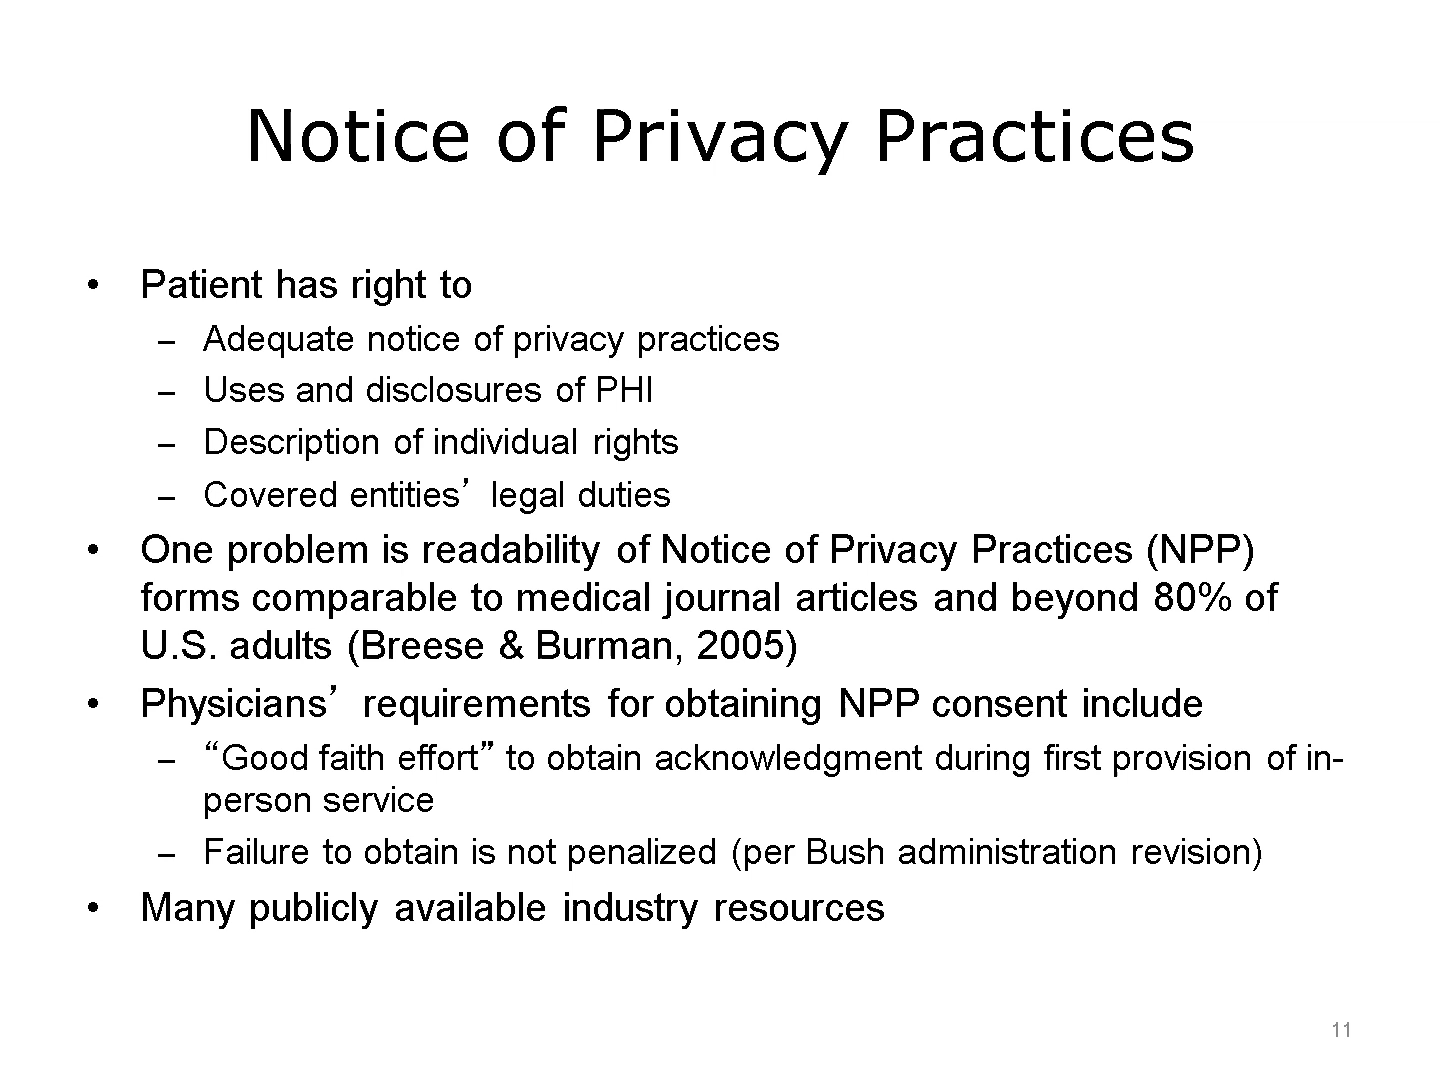 Notice of Privacy Practices
• Patient has right to
– Adequate notice of privacy practices
– Uses and disclosures of PHI
– Description of individual rights
– Covered entities’ legal duties
• One problem is readability of Notice of Privacy Practices (NPP)
forms comparable to medical journal articles and beyond 80% of
U.S. adults (Breese & Burman, 2005)
• Physicians’ requirements for obtaining NPP consent include
– “Good faith effort” to obtain acknowledgment during first provision of in-
person service
– Failure to obtain is not penalized (per Bush administration revision)
• Many publicly available industry resources
11